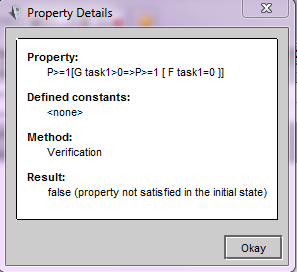 Property Details
Property:
P>=1[G task1>0=>P>=1 [ F task1=0 ]]
Defined constants:
<none>
Method:
Verification
Result:
false (property not satisfied in the initial state)
Okay